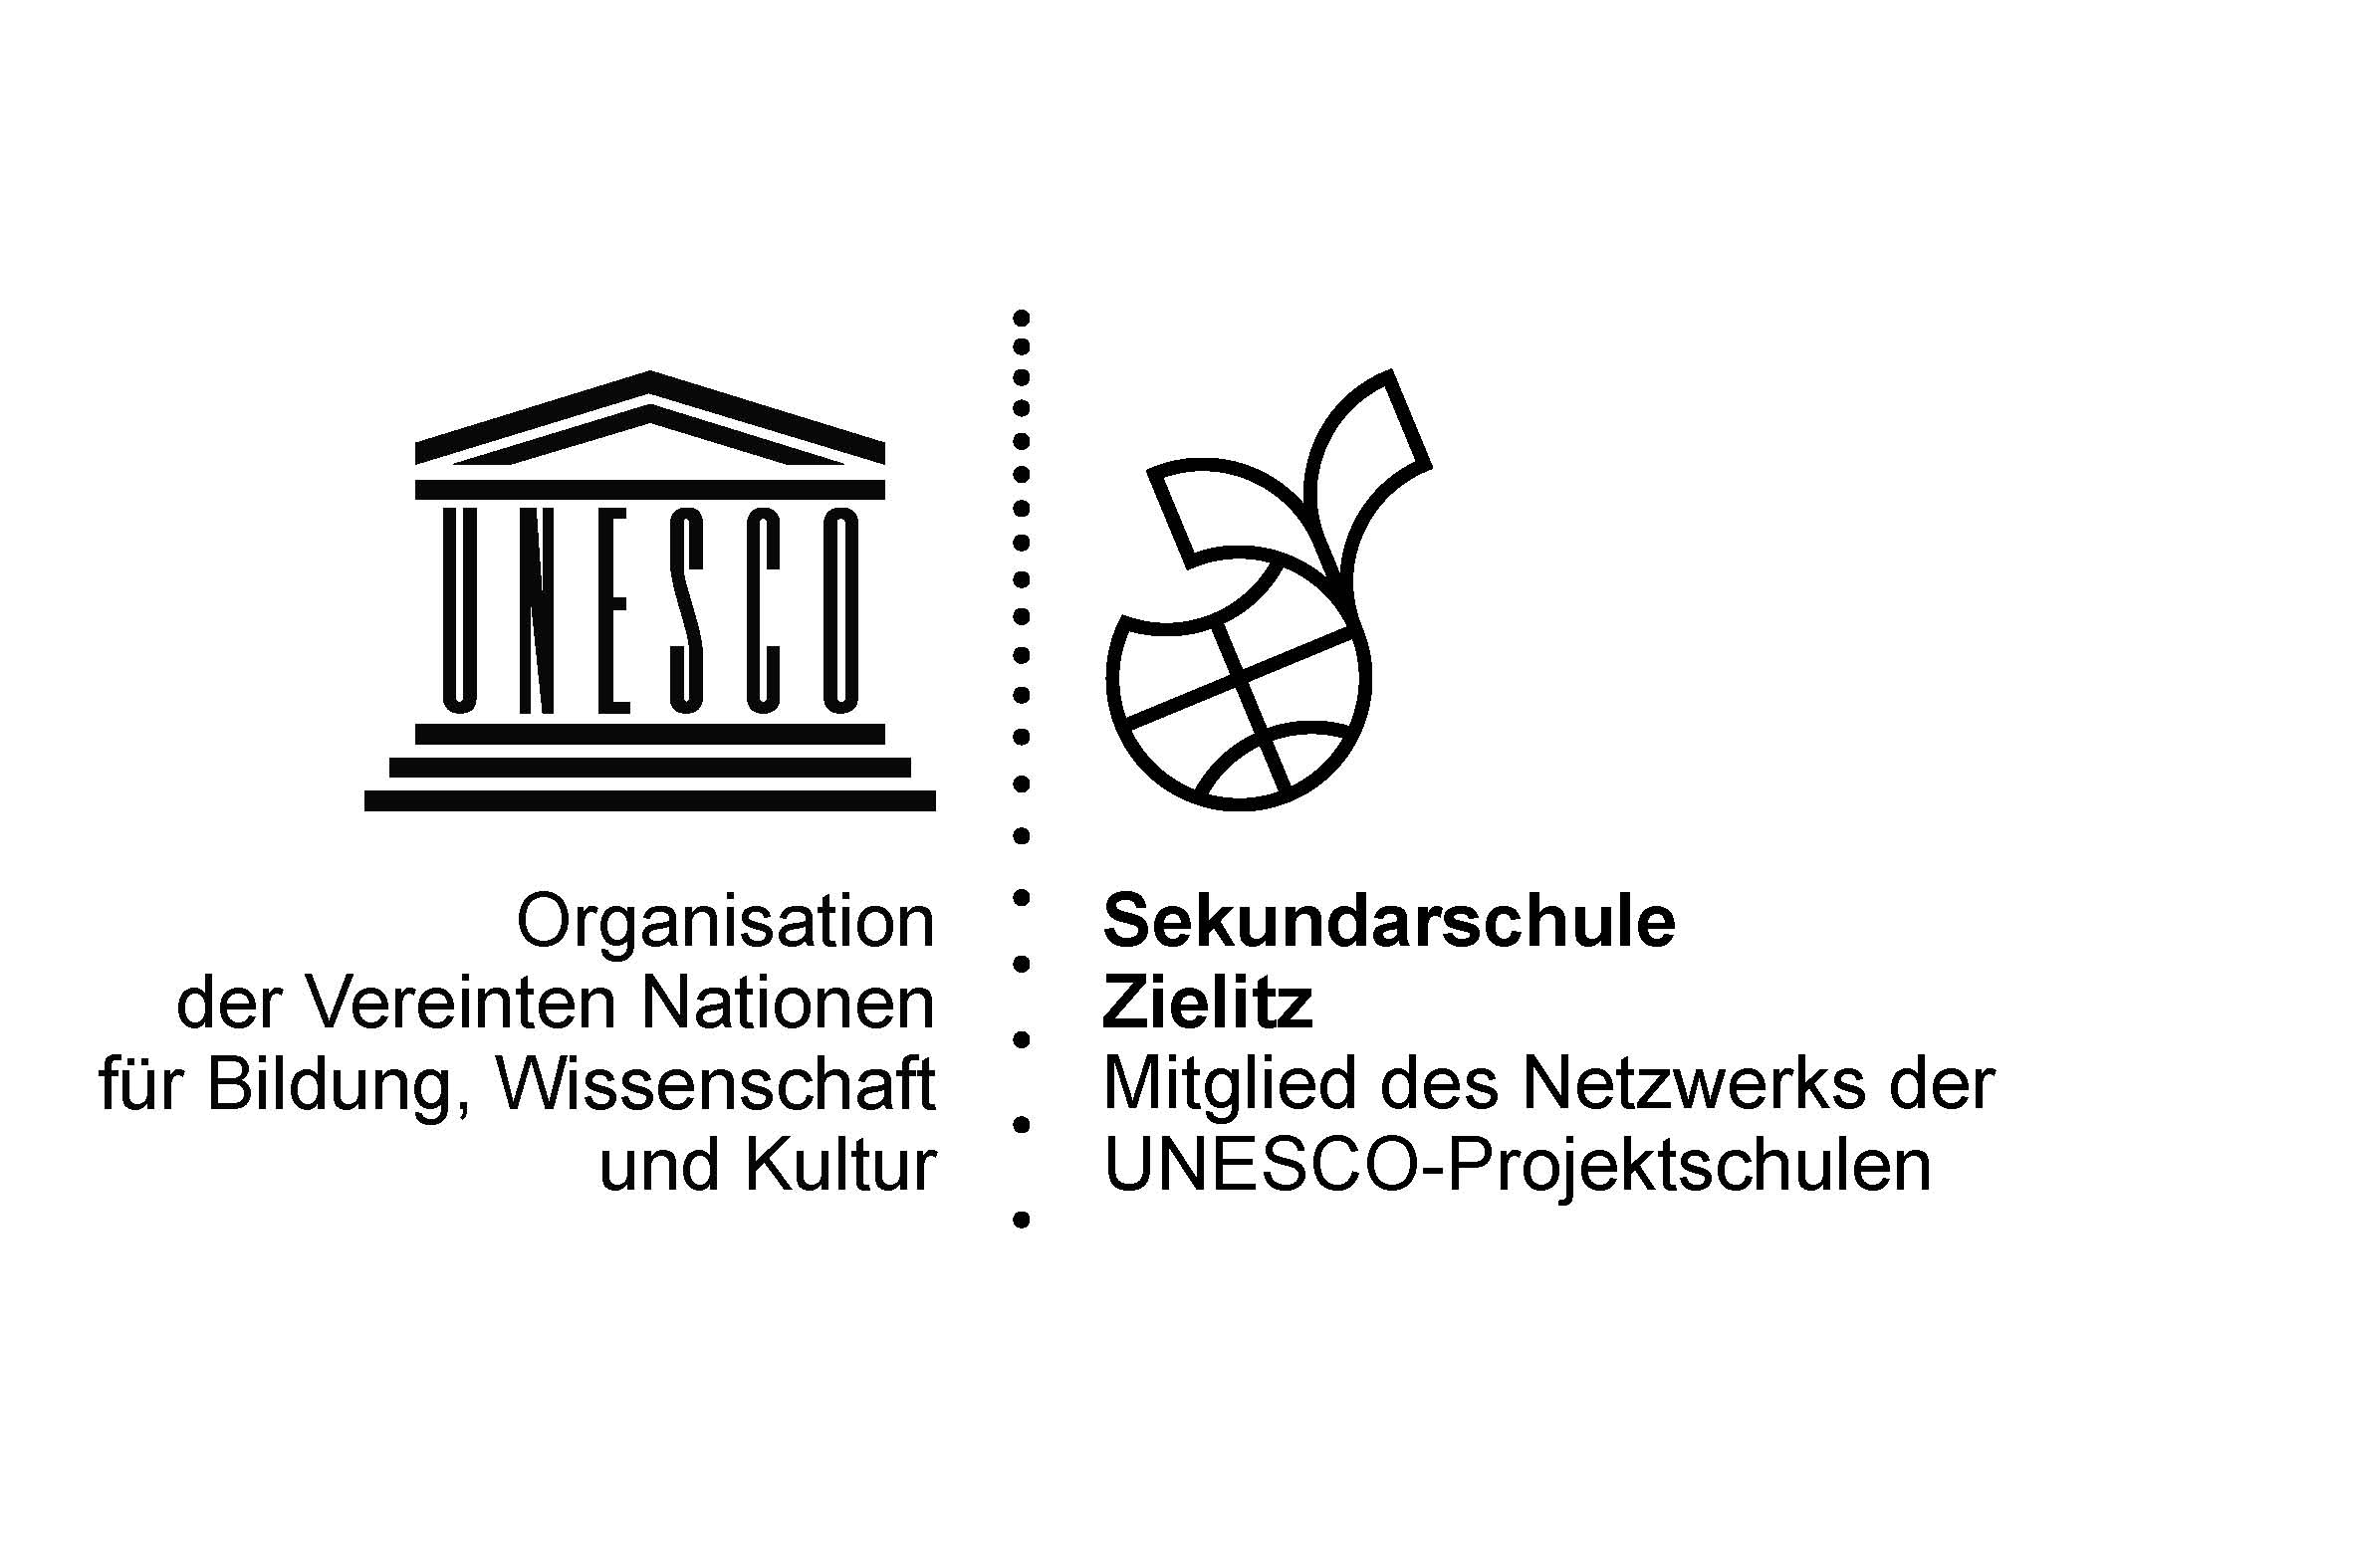 UNESCO
Organisation
der Vereinten Nationen
für Bildung, Wissenschaft
und Kultur
Sekundarschule
Zielitz
Mitglied des Netzwerks der
UNESCO-Projektschulen